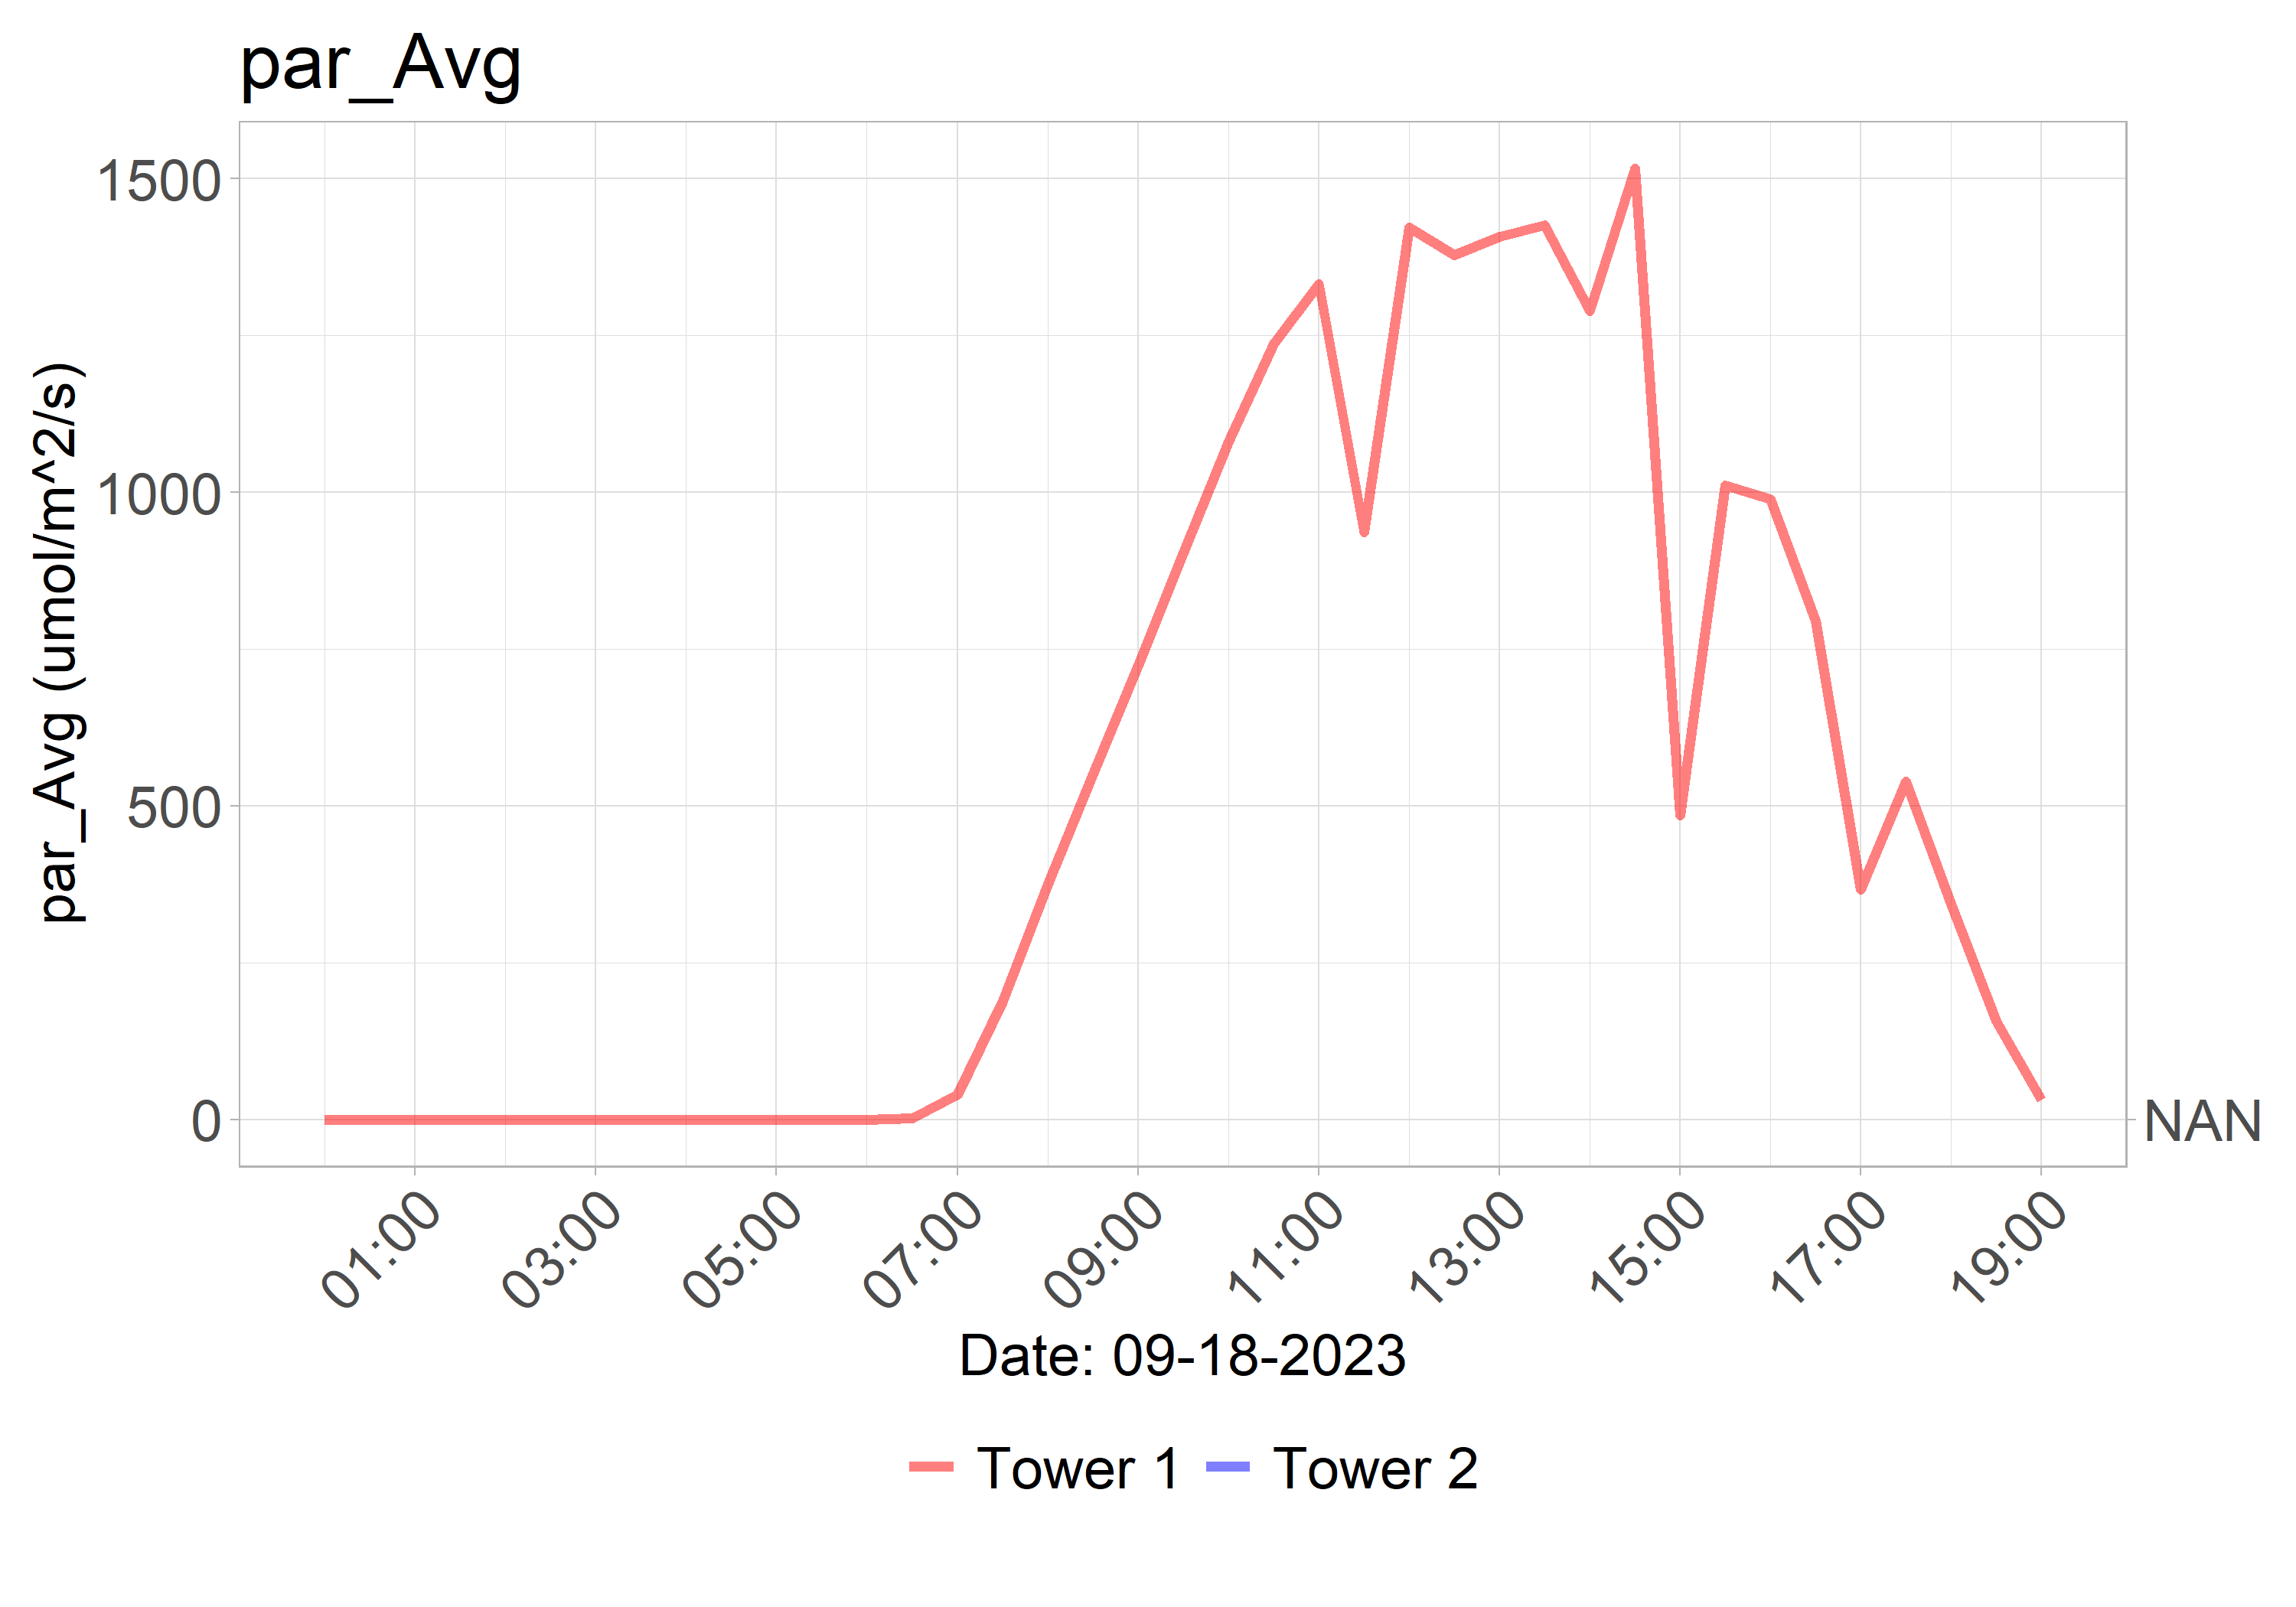 par_Avg
par_Avg (umol/m^2/s)
1500
1000
500
0
NAN
01:00 03:00 05:00 07:00 09:00 11:00 13:00 15:00 17:00 19:00
Date: 09-18-2023
Tower 1 Tower 2